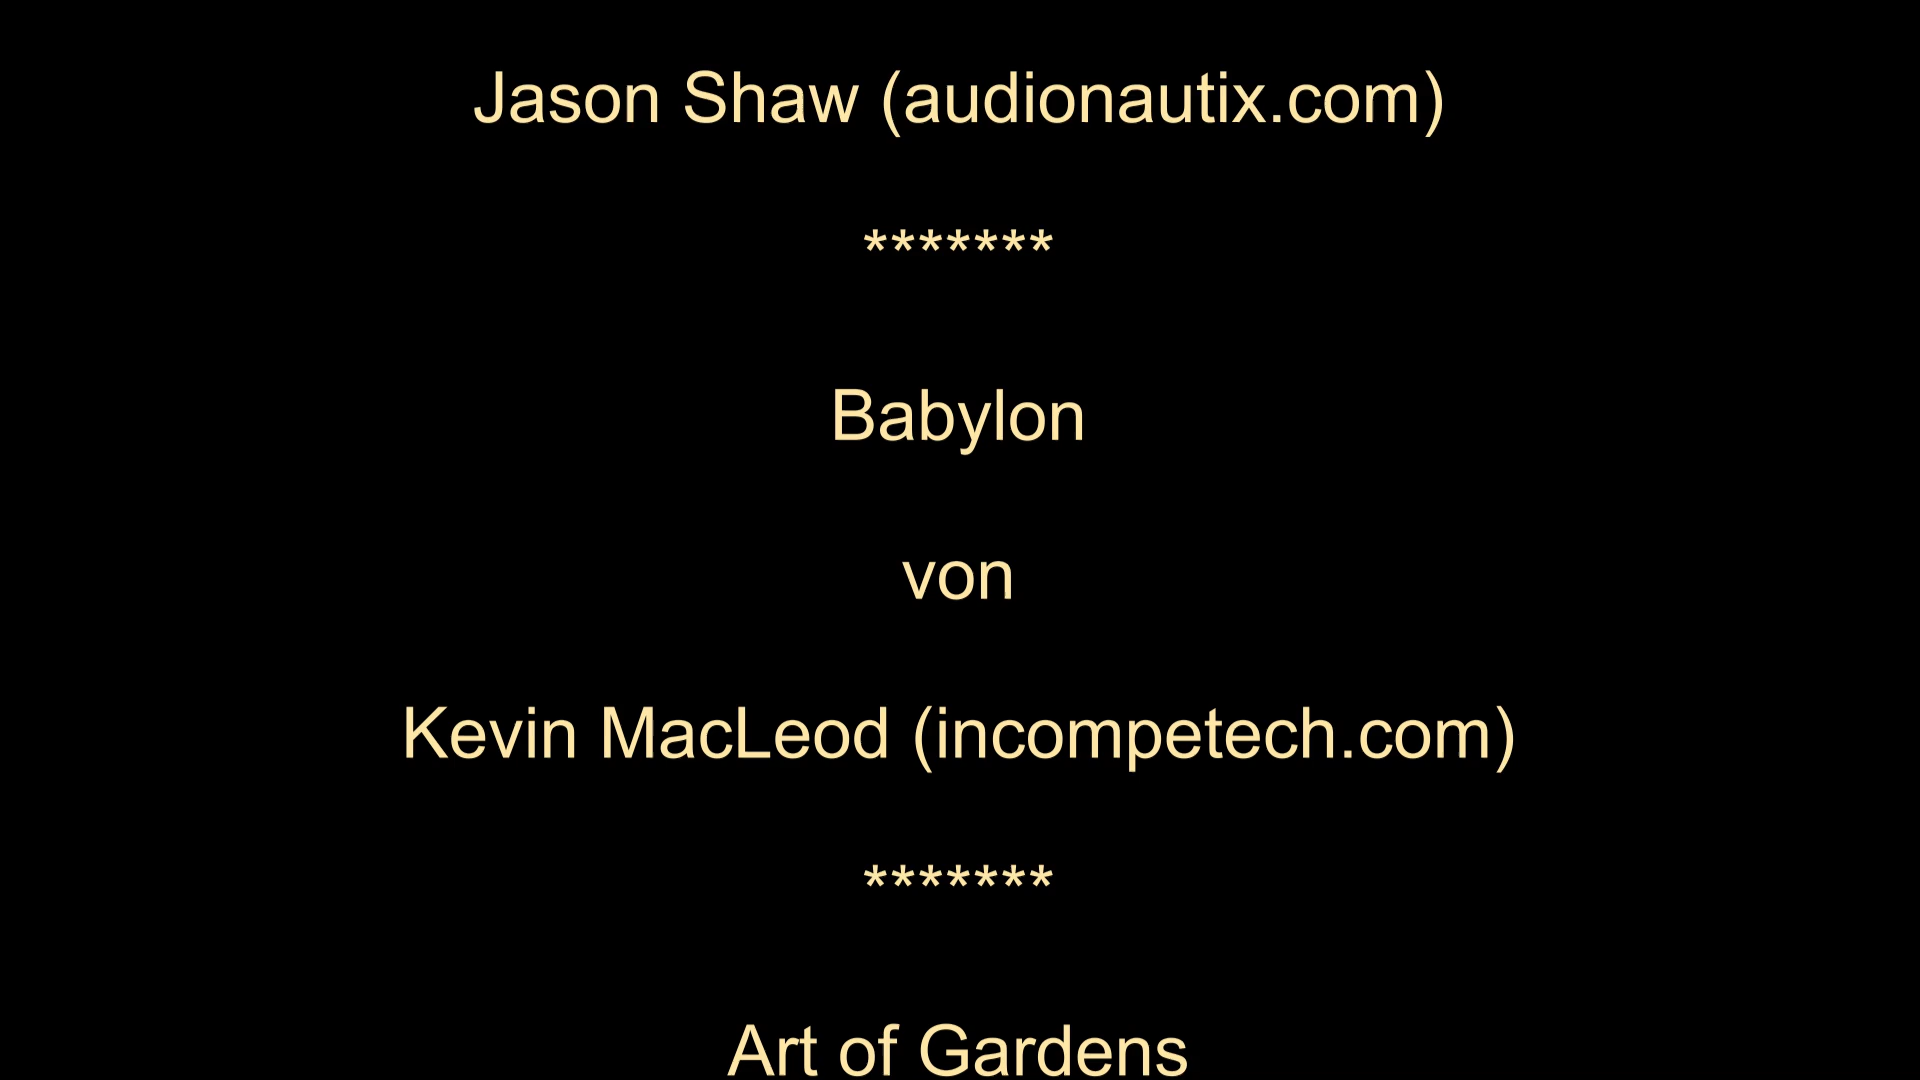 Jason Shaw (audionautix.com)
*******
Babylon
von
Kevin MacLeod (incompetech.com)
*******
Art of Gardens